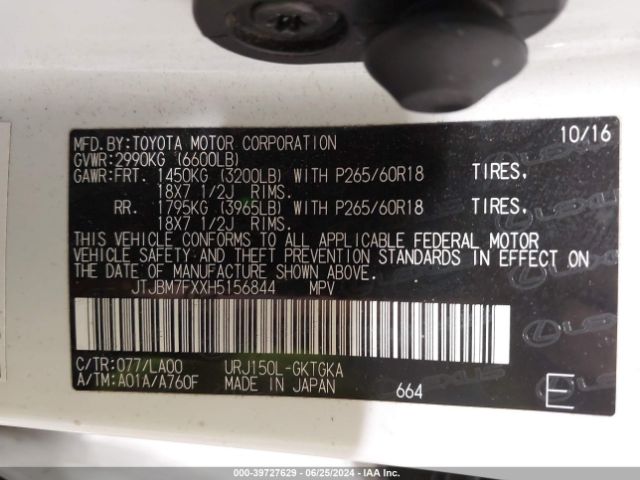 MFD.BY:TOYOTA MOTOR CORPORATION 10/16
GVWR:2990KG (6600LB)
GAWR:FRT. 1450KG (3200LB) WITH P265/60R18 TIRES,
18X7 1/2J RIMS.
RR. 1795KG (3965LB) WITH P265/60R18 TIRES,
18X7 1/2J RIMS.
THIS VEHICLE CONFORMS TO ALL APPLICABLE FEDERAL MOTOR
VEHICLE SAFETY AND THEFT PREVENTION STANDARDS IN EFFECT ON
THE DATE OF MANUFACTURE SHOWN ABOVE.
JTJBM7FXXH5156844 MPV
C/TR:077/LA00 URJ150L-GKTGKA
A/TM:A01A/A760F MADE IN JAPAN 664 E
LEXUS
000-39727629 - 06/25/2024 - IAA Inc.